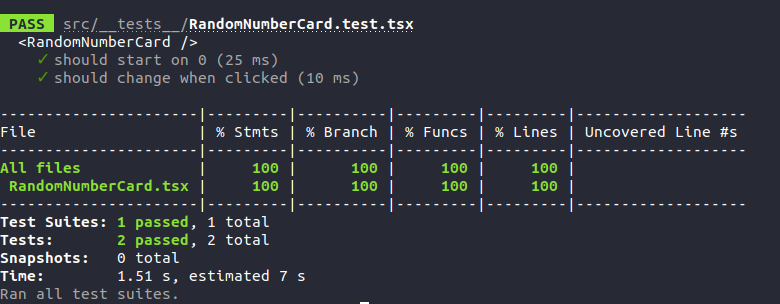 PASS src/__tests__/RandomNumberCard.test.tsx
<RandomNumberCard />
✓ should start on 0 (25 ms)
✓ should change when clicked (10 ms)
----------------------|---------|----------|---------|---------|-------------------
File                  | % Stmts | % Branch | % Funcs | % Lines | Uncovered Line #s
----------------------|---------|----------|---------|---------|-------------------
All files             |     100 |      100 |     100 |     100 |
 RandomNumberCard.tsx |     100 |      100 |     100 |     100 |
----------------------|---------|----------|---------|---------|-------------------
Test Suites: 1 passed, 1 total
Tests:       2 passed, 2 total
Snapshots:   0 total
Time:        1.51 s, estimated 7 s
Ran all test suites.